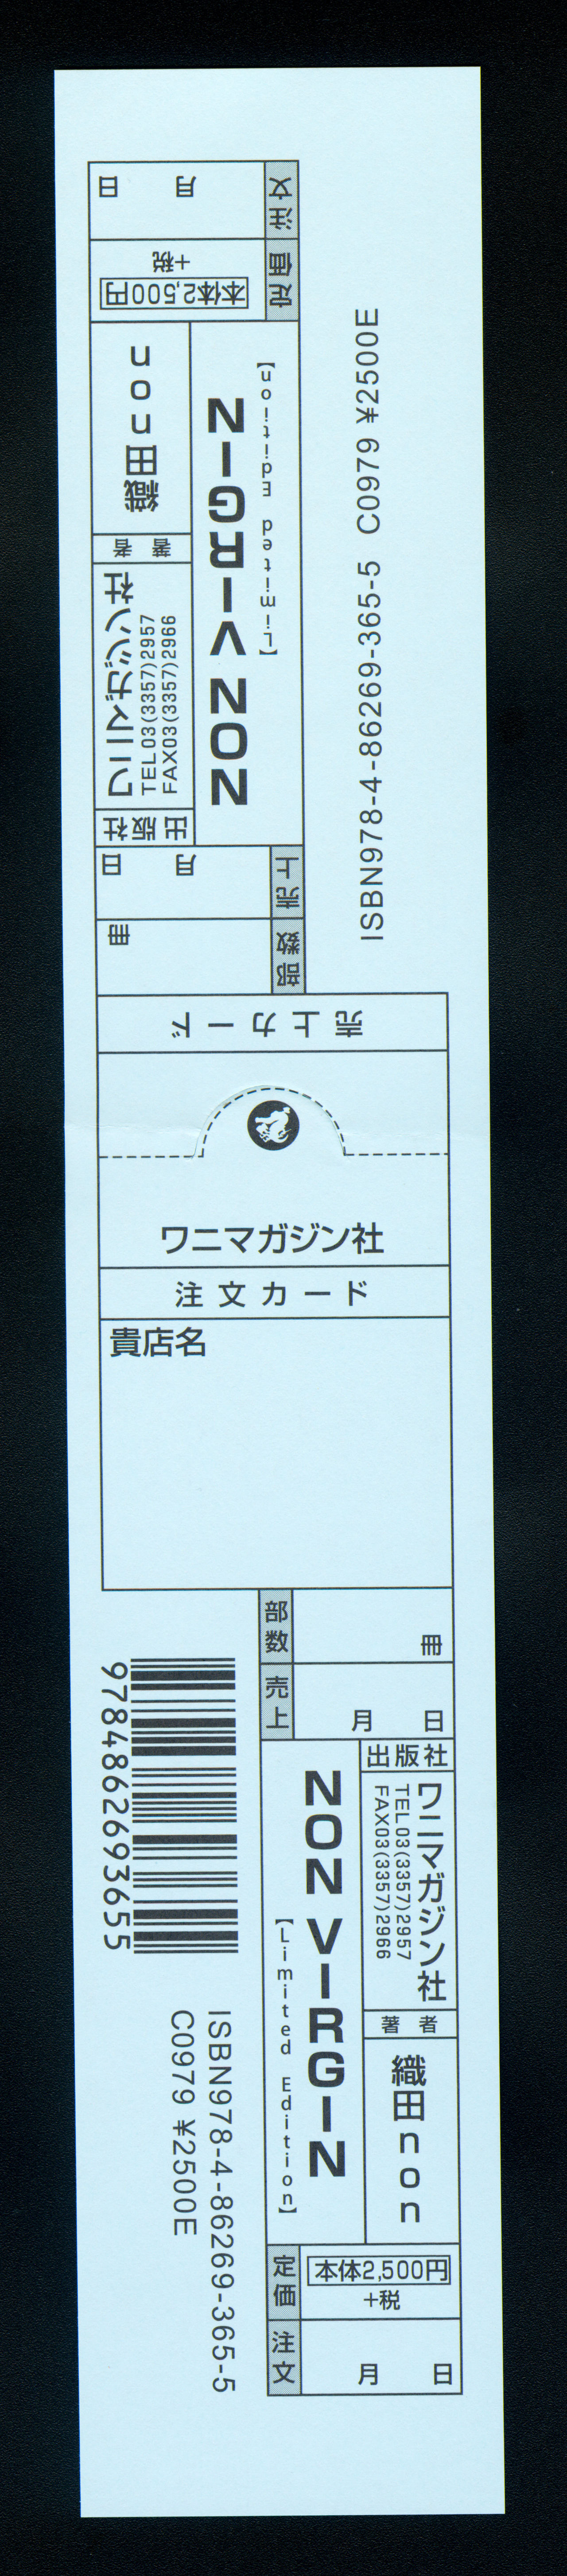 注文
月 日
定価
本体2,500円
+税
NON VIRGIN
【Limited Edition】
著者
織田non
出版社
ワニマガジン社
TEL 03(3357)2957
FAX03(3357)2966
売上
月 日
部数
冊
ISBN978-4-86269-365-5 C0979 ¥2500E
売上カード
ワニマガジン社
注文カード
貴店名
部数
冊
売上
月 日
出版社
ワニマガジン社
TEL 03(3357)2957
FAX03(3357)2966
NON VIRGIN
【Limited Edition】
著者
織田non
定価
本体2,500円
+税
注文
月 日
9784862693655
ISBN978-4-86269-365-5
C0979 ¥2500E